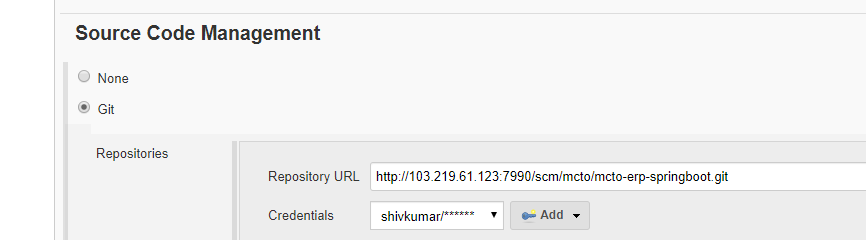 Source Code Management
None
Git
Repositories
Repository URL http://103.219.61.123:7990/scm/mcto/mcto-erp-springboot.git
Credentials shivkumar/****** Add